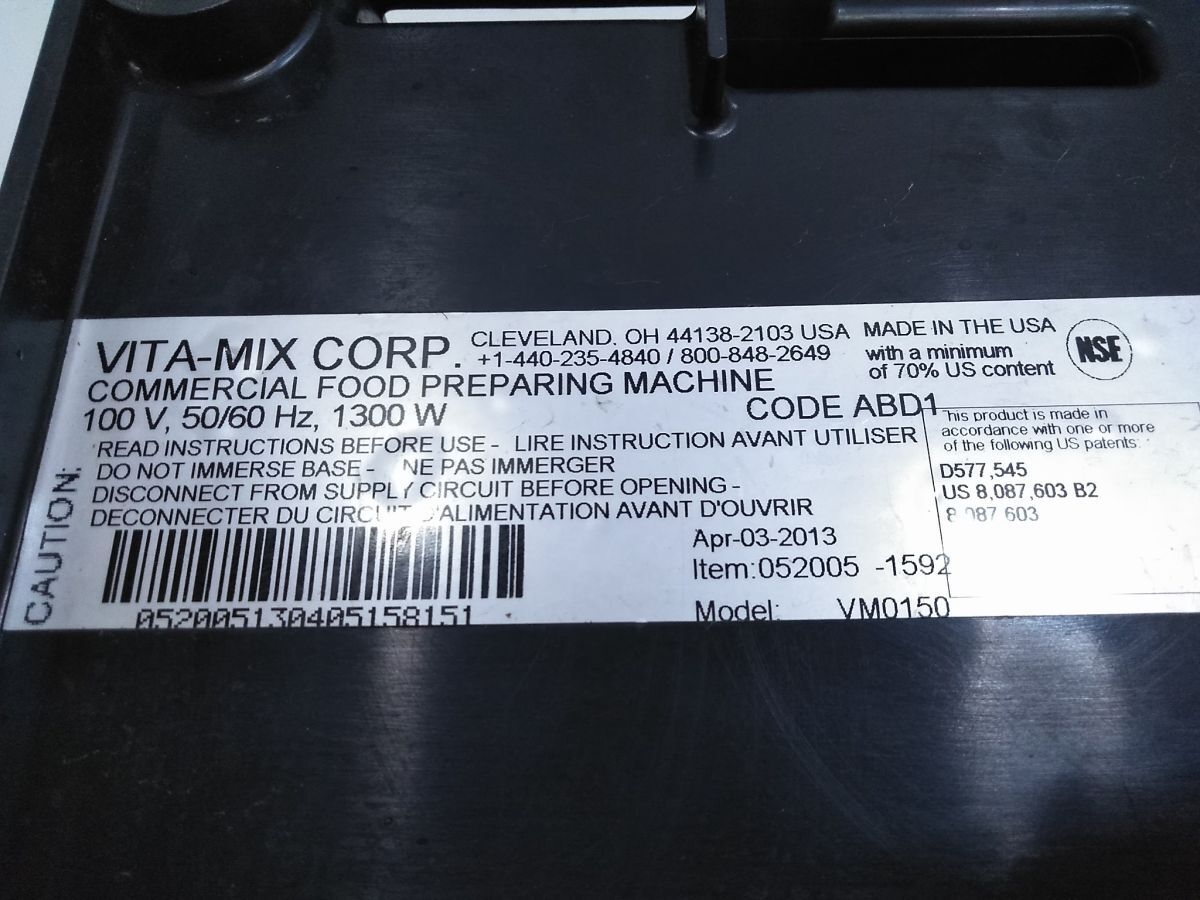 VITA-MIX CORP.
CLEVELAND. OH 44138-2103 USA
+1-440-235-4840 / 800-848-2649
MADE IN THE USA
with a minimum
of 70% US content
NSF
COMMERCIAL FOOD PREPARING MACHINE
100 V, 50/60 Hz, 1300 W
CODE ABD1
CAUTION:
READ INSTRUCTIONS BEFORE USE - LIRE INSTRUCTION AVANT UTILISER
DO NOT IMMERSE BASE - NE PAS IMMERGER
DISCONNECT FROM SUPPLY CIRCUIT BEFORE OPENING -
DECONNECTER DU CIRCUIT D'ALIMENTATION AVANT D'OUVRIR
This product is made in
accordance with one or more
of the following US patents:
D577,545
US 8,087,603 B2
8,087,603
Apr-03-2013
Item:052005 -1592
Model: VM0150
052005130405158151